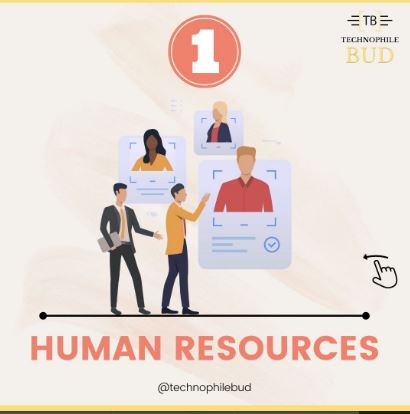 1
TB
TECHNOPHILE
BUD
HUMAN RESOURCES
@technophilebud